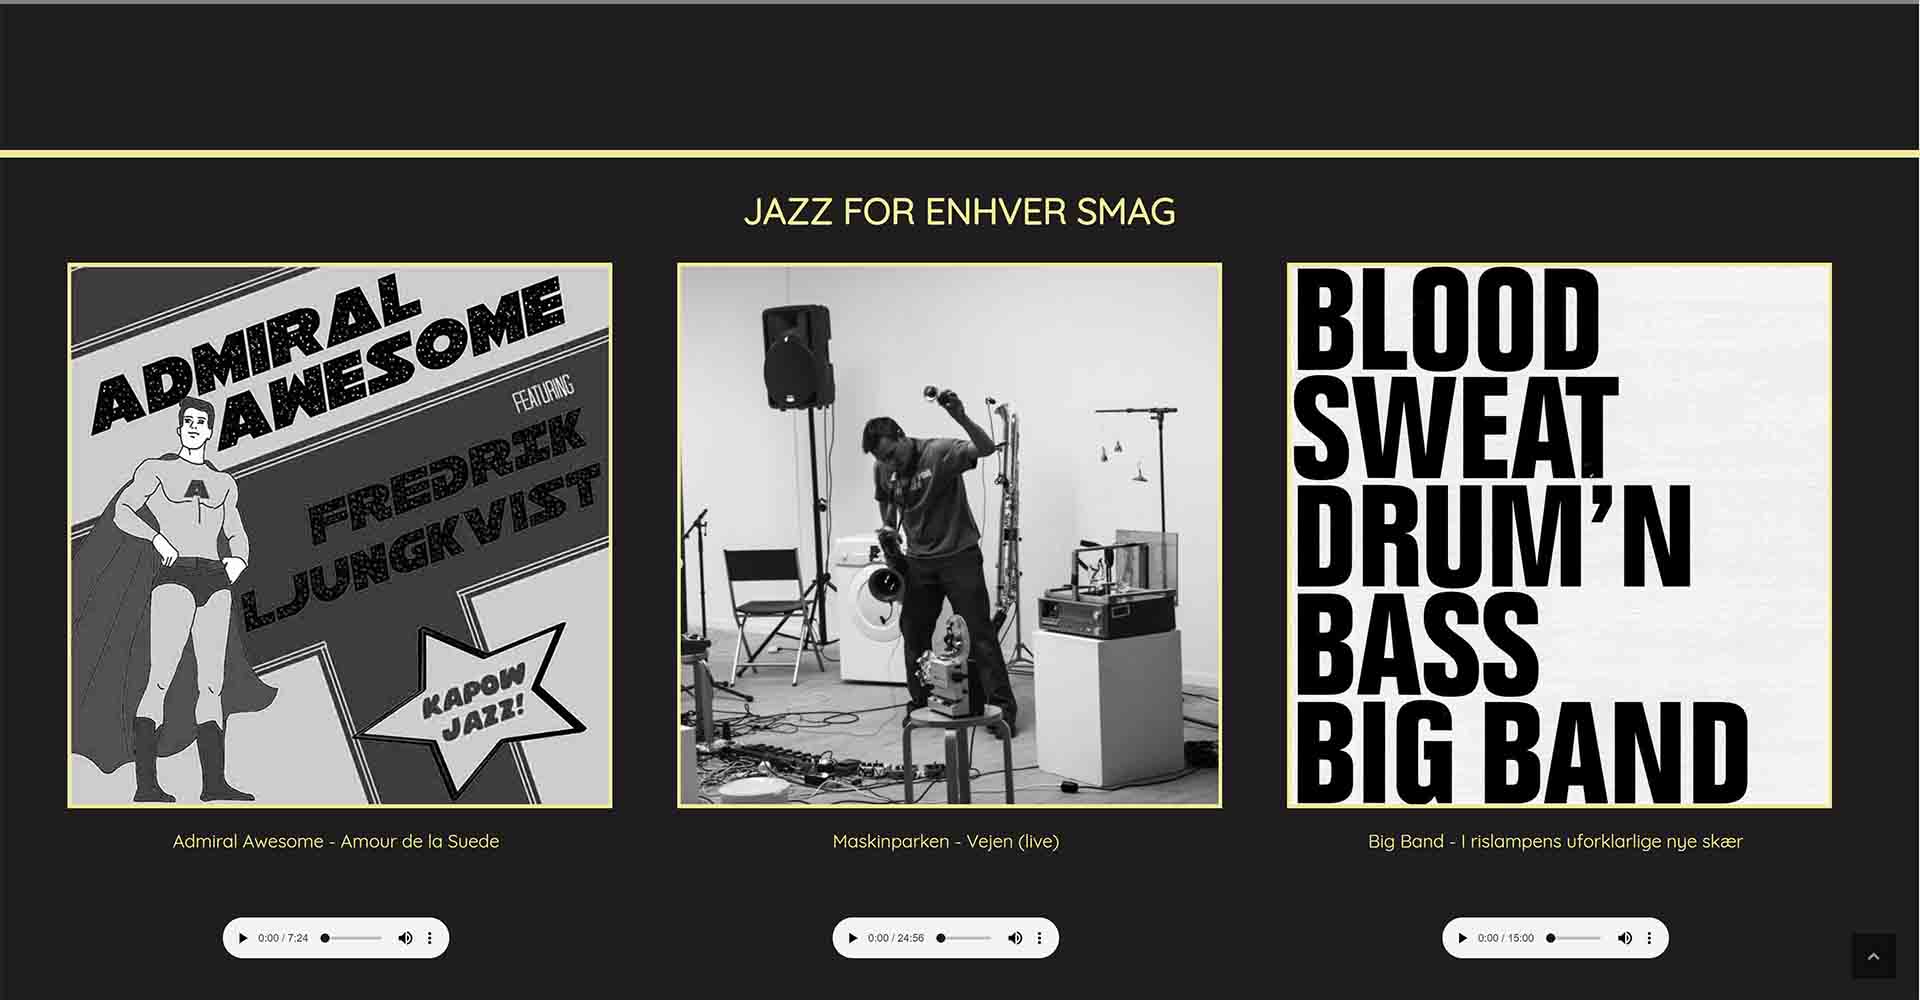 JAZZ FOR ENHVER SMAG
ADMIRAL
AWESOME
FEATURING
FREDRIK
LJUNGKVIST
A
KAPOW
JAZZ!
BLOOD
SWEAT
DRUM’N
BASS
BIG BAND
Admiral Awesome - Amour de la Suede
Maskinparken - Vejen (live)
Big Band - I rislampens uforklarlige nye skær
0:00 / 7:24
0:00 / 24:56
0:00 / 15:00